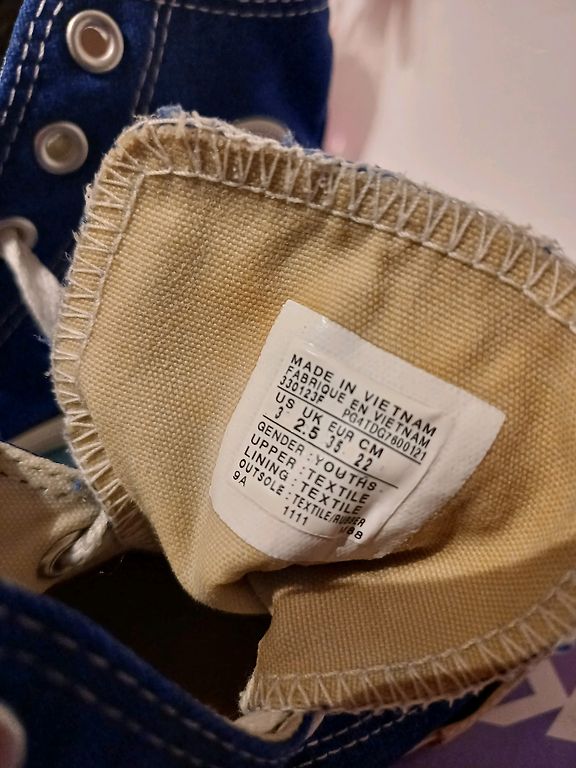 MADE IN VIETNAM
FABRIQUE EN VIETNAM
330123F PG4TDG7600121
US UK EUR CM
3 2.5 35 22
GENDER : YOUTHS
UPPER : TEXTILE
LINING : TEXTILE
OUTSOLE : TEXTILE/RUBBER
9A
1111